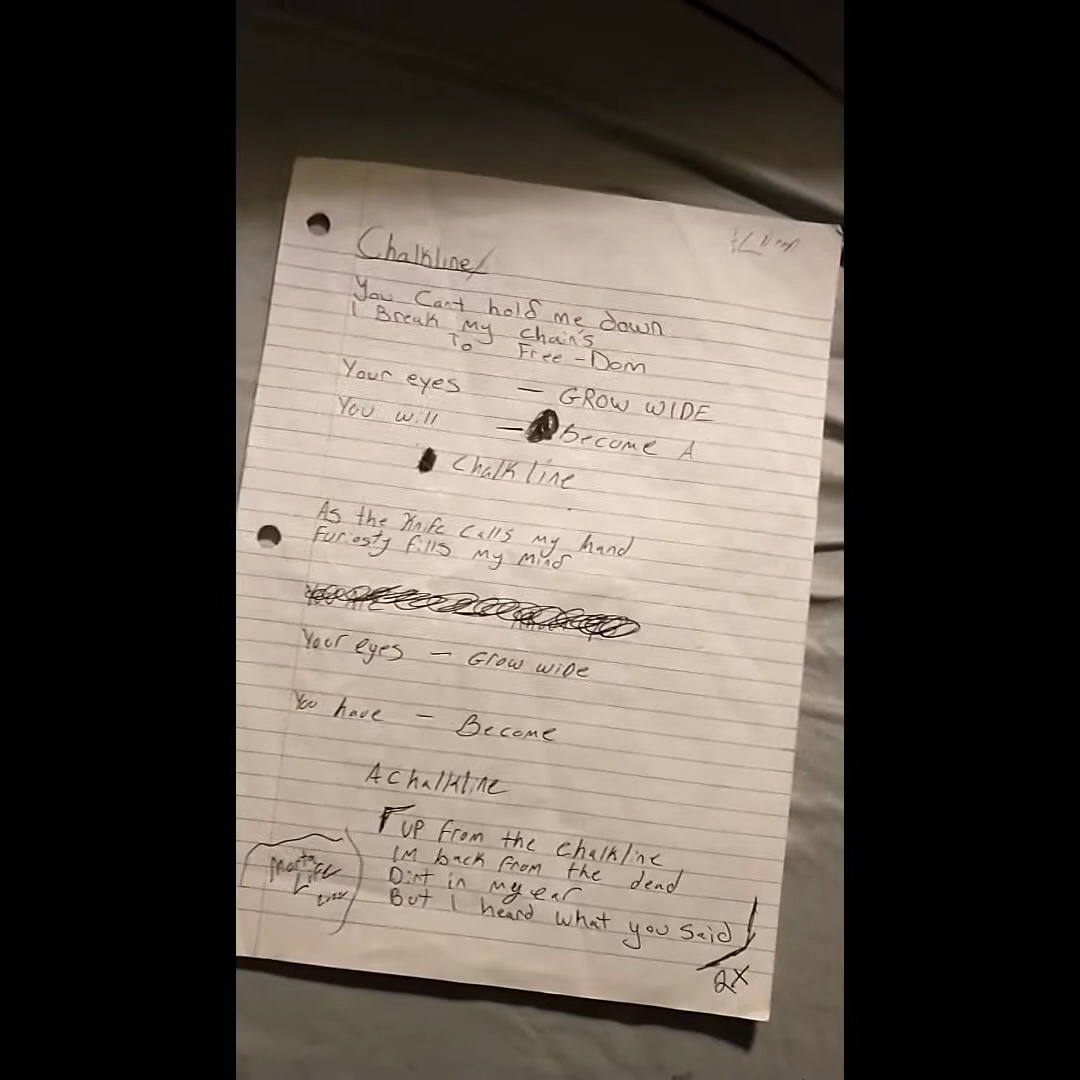 Chalkline
You Can't hold me down
I Break My Chain's
To Free-Dom
Your eyes - GROW WIDE
You will - Become A
Chalkline
As the Knife Calls my hand
Furiosty fills my mind
Your eyes - Grow wide
You have - Become
A Chalkline
UP From the Chalkline
IM back From the dead
Dirt in my ear
But I heard what you said
2X